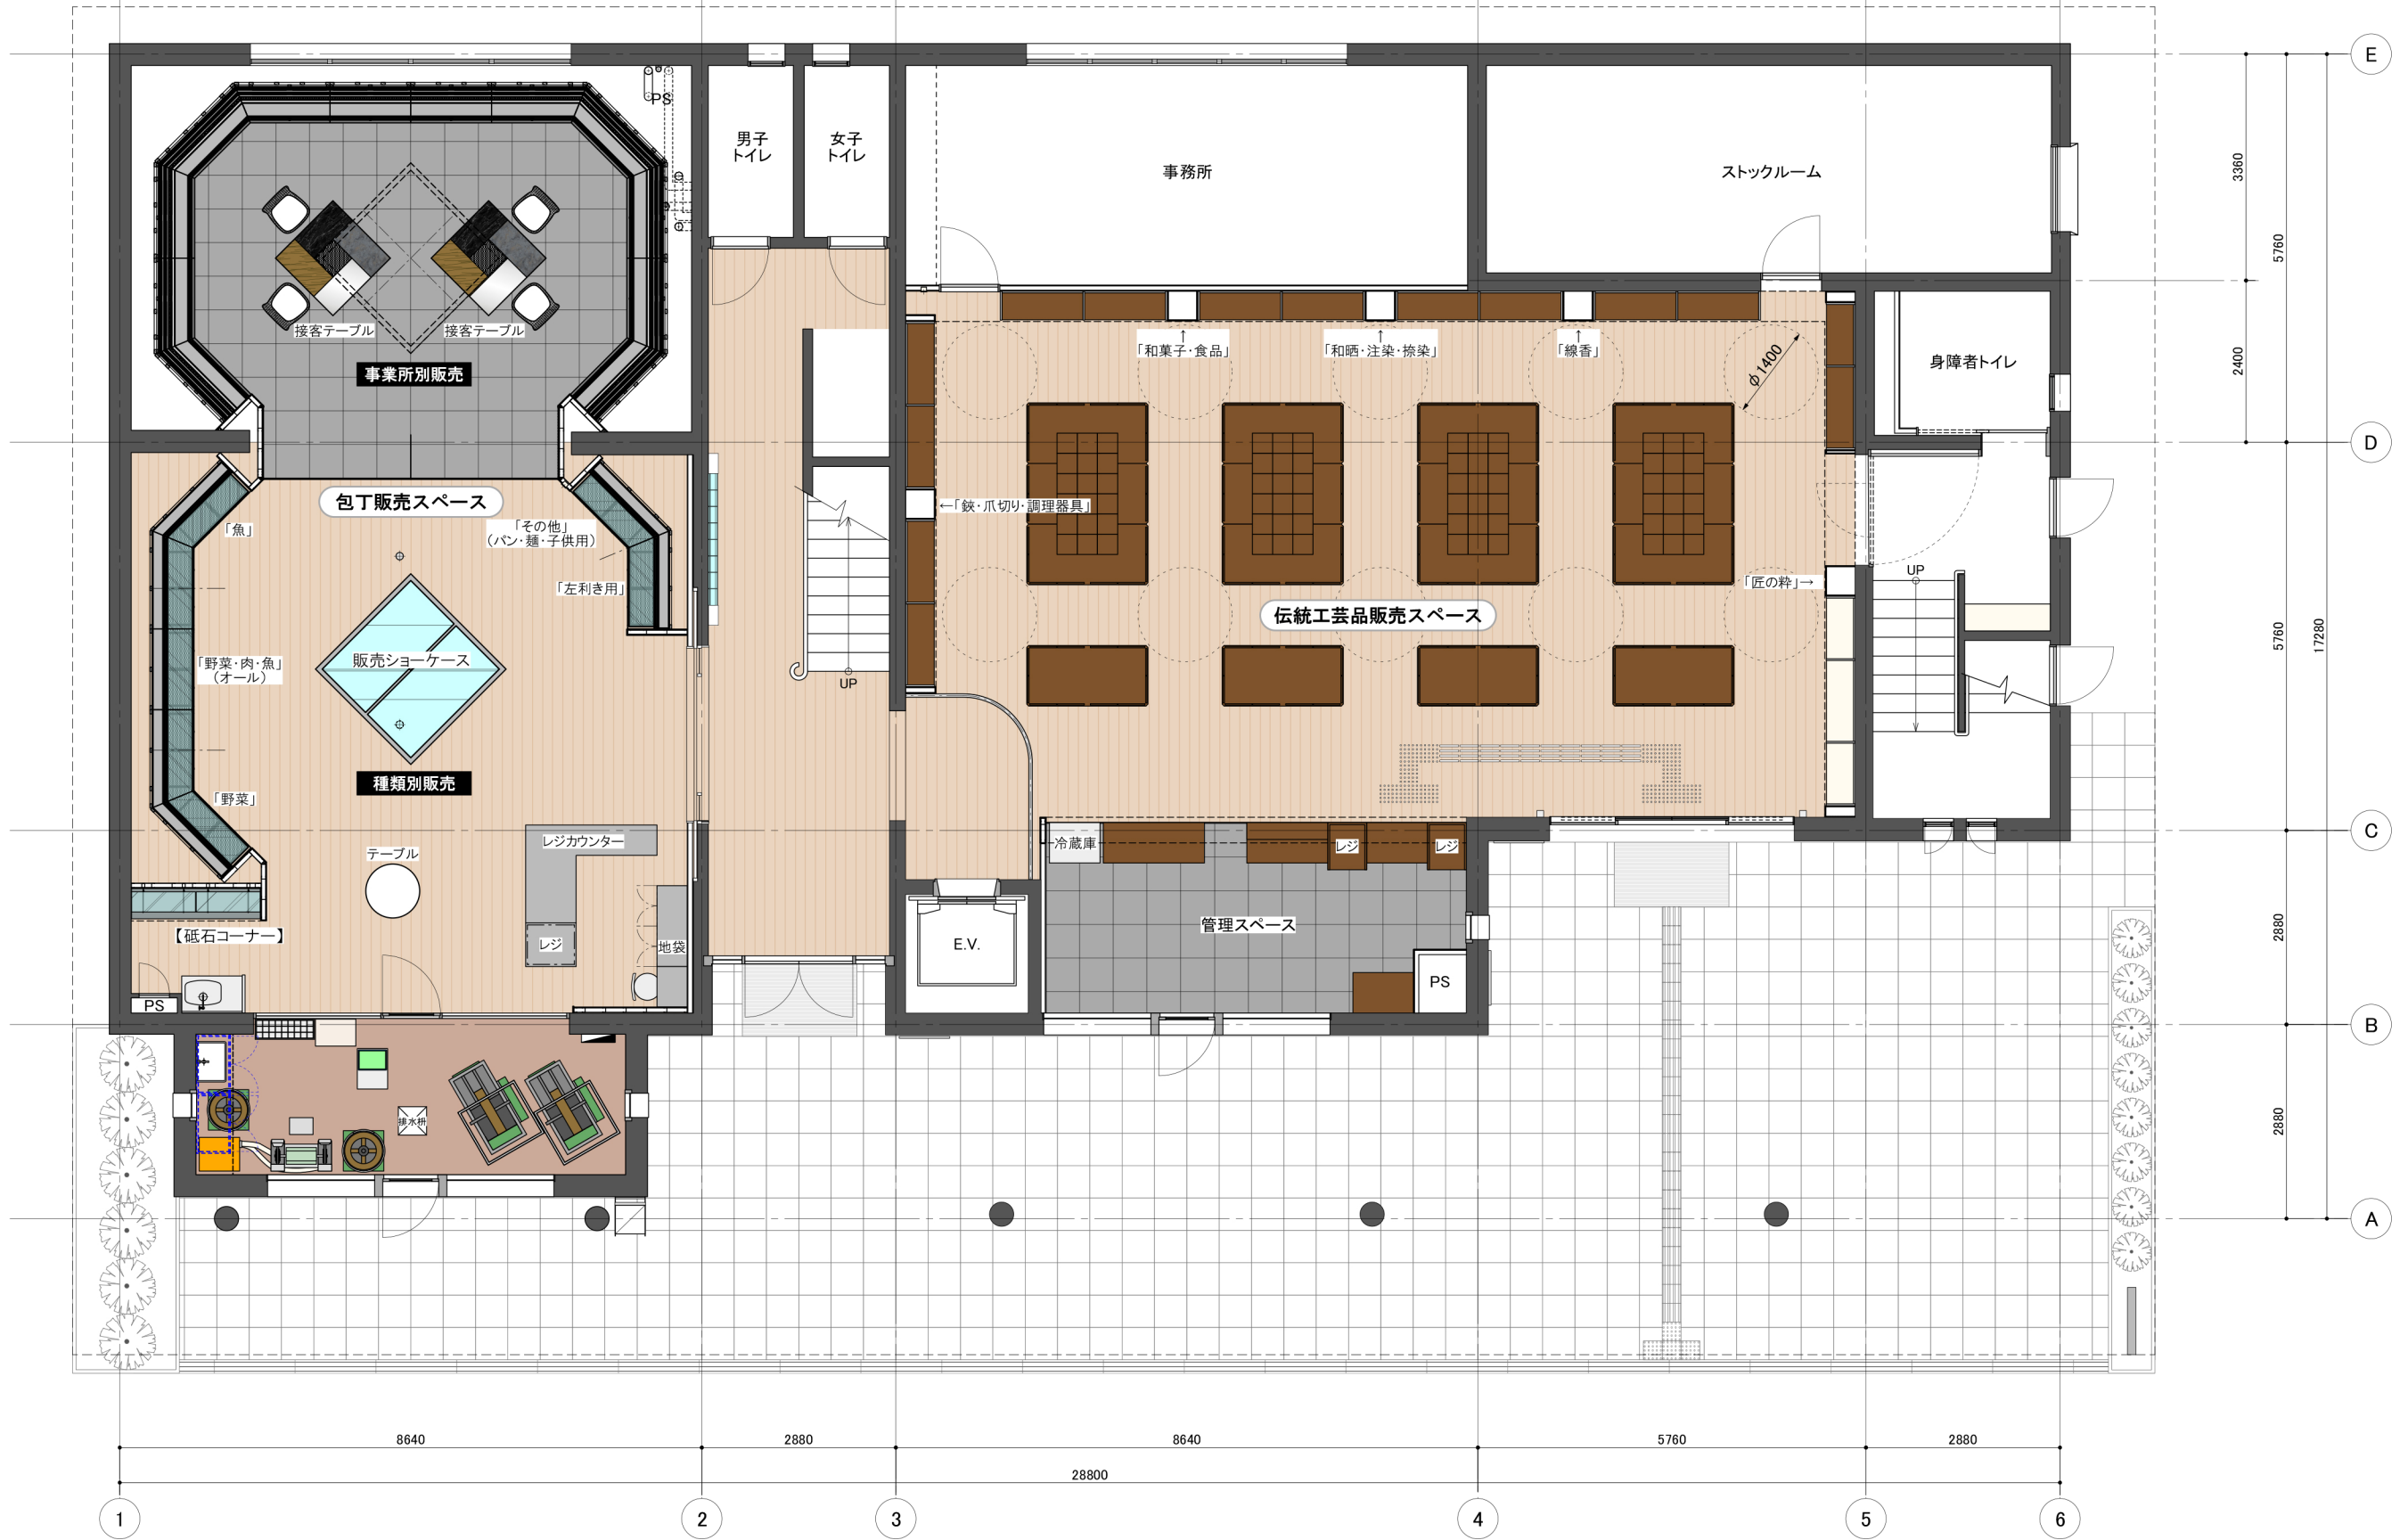 E
PS
男子
トイレ
女子
トイレ
事務所
ストックルーム
3360
5760
接客テーブル
接客テーブル
事業所別販売
↑
「和菓子・食品」
↑
「和晒・注染・捺染」
↑
「線香」
φ1400
身障者トイレ
2400
D
包丁販売スペース
「魚」
「その他」
（パン・麺・子供用）
「左利き用」
←「鋏・爪切り・調理器具」
「匠の粋」→
UP
伝統工芸品販売スペース
5760
17280
「野菜・肉・魚」
（オール）
販売ショーケース
UP
種類別販売
「野菜」
C
レジカウンター
テーブル
冷蔵庫
レジ
レジ
【砥石コーナー】
レジ
地袋
E.V.
管理スペース
2880
PS
PS
B
排水桝
2880
A
8640
2880
8640
5760
2880
28800
1
2
3
4
5
6